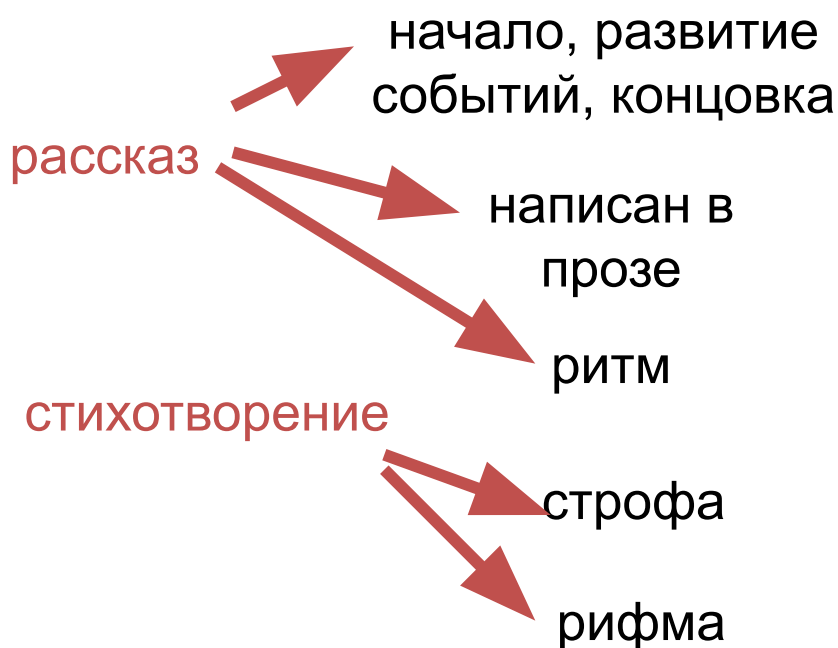 начало, развитие
событий, концовка
рассказ
написан в
прозе
ритм
стихотворение
строфа
рифма